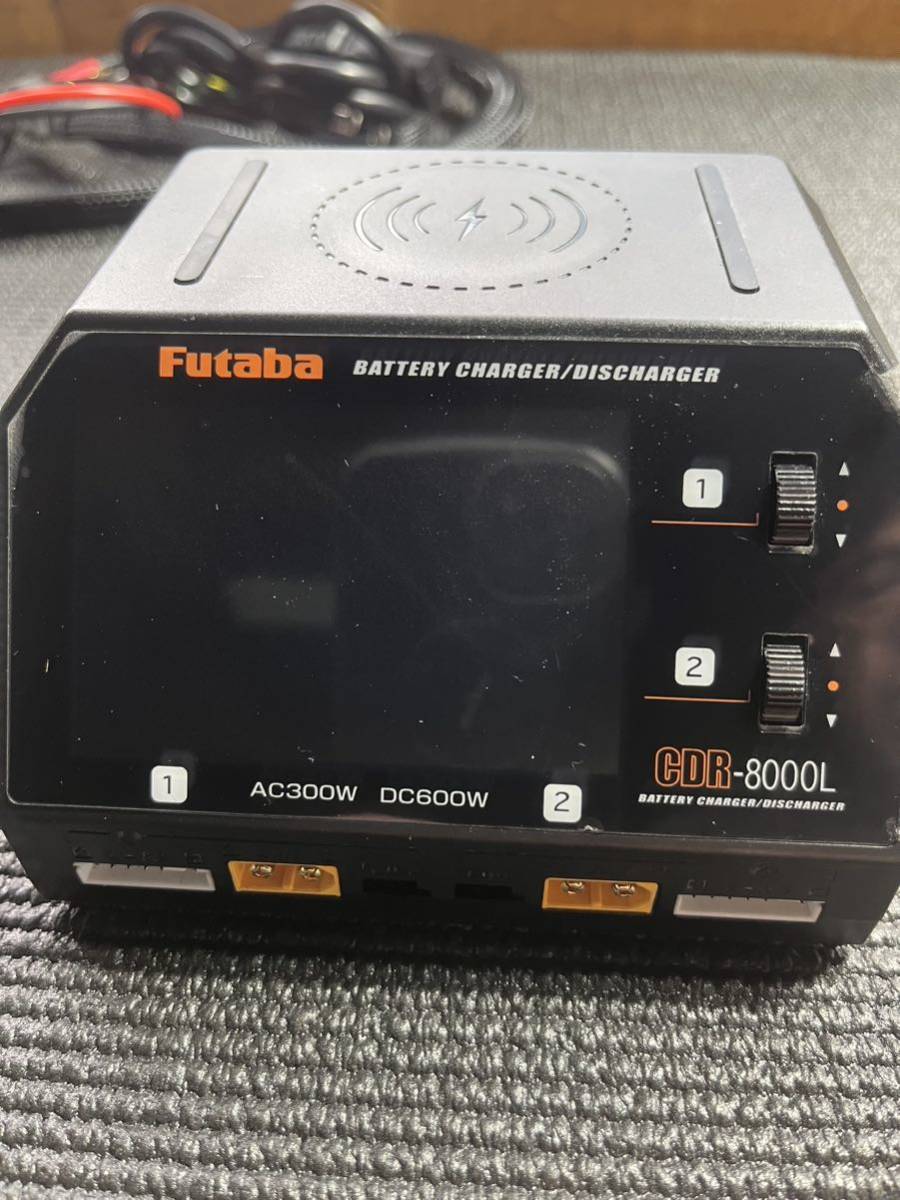 Futaba BATTERY CHARGER/DISCHARGER
1
2
CDR-8000L
BATTERY CHARGER/DISCHARGER
1 AC300W DC600W 2